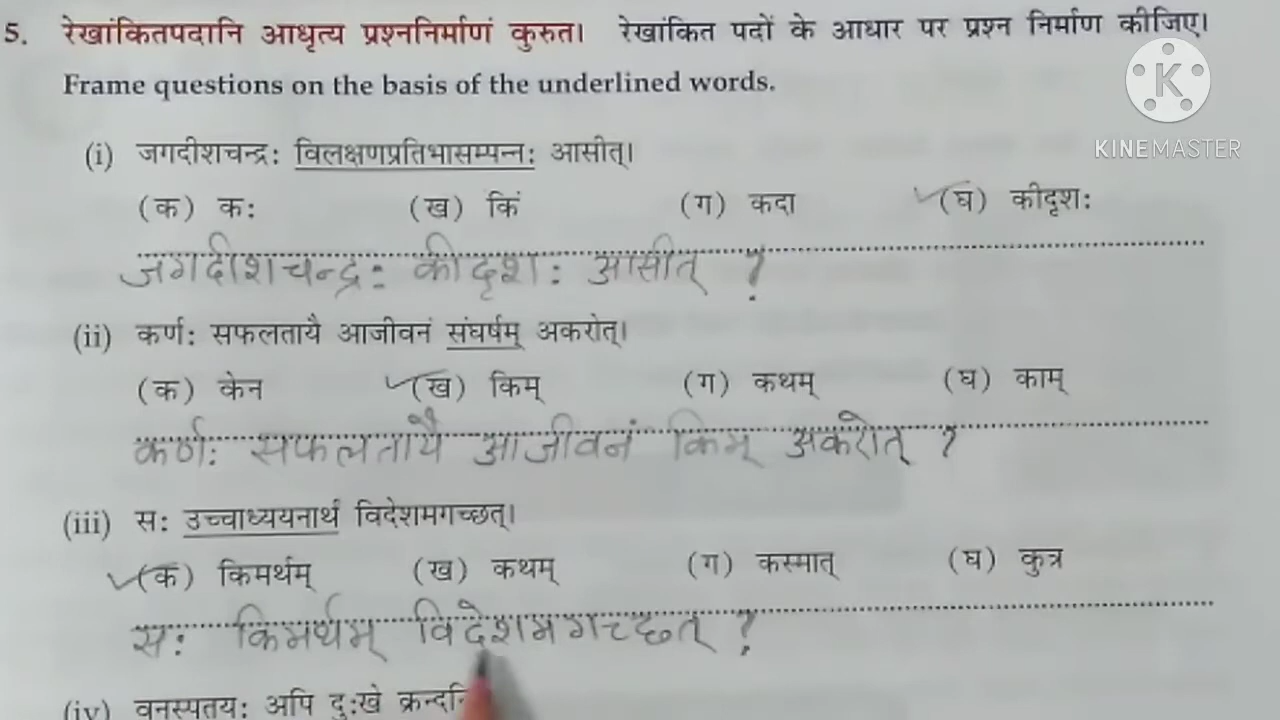 5. रेखांकितपदानि आधृत्य प्रश्ननिर्माणं कुरुत। रेखांकित पदों के आधार पर प्रश्न निर्माण कीजिए।
Frame questions on the basis of the underlined words.
K
KINEMASTER
(i) जगदीशचन्द्रः विलक्षणप्रतिभासम्पन्नः आसीत्।
(क) कः (ख) किं (ग) कदा (घ) कीदृशः
जगदीशचन्द्रः कीदृशः आसीत् ?
(ii) कर्णः सफलतायै आजीवनं संघर्षम् अकरोत्।
(क) केन (ख) किम् (ग) कथम् (घ) काम्
कर्णः सफलतायै आजीवनं किम् अकरोत् ?
(iii) सः उच्चाध्ययनार्थं विदेशमगच्छत्।
(क) किमर्थम् (ख) कथम् (ग) कस्मात् (घ) कुत्र
सः किमर्थम् विदेशमगच्छत् ?
(iv) वनस्पतयः अपि दुःखे